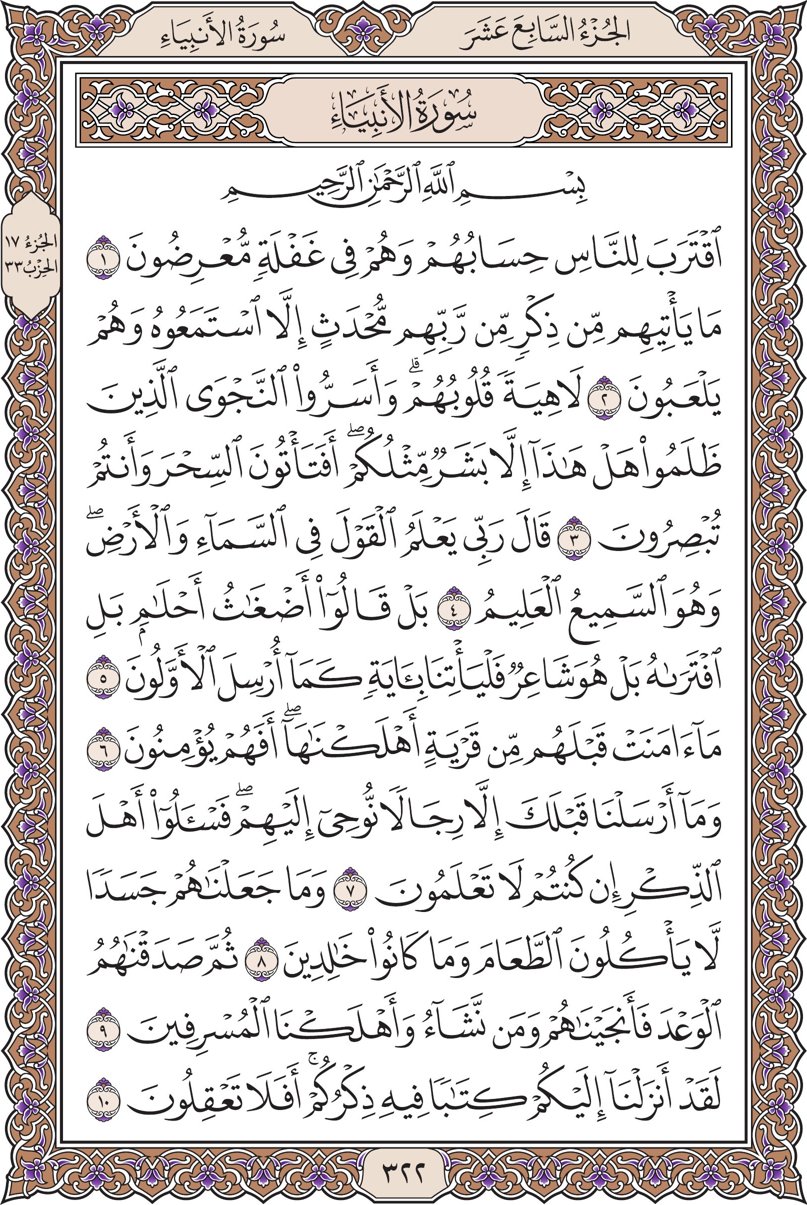 الجُزْءُ السَّابِعَ عَشَرَ
سُورَةُ الأَنبِيَاءِ
سُورَةُ الأَنبِيَاءِ
بِسْمِ ٱللَّهِ ٱلرَّحْمَٰنِ ٱلرَّحِيمِ
ٱقْتَرَبَ لِلنَّاسِ حِسَابُهُمْ وَهُمْ فِى غَفْلَةٍ مُّعْرِضُونَ ١
مَا يَأْتِيهِم مِّن ذِكْرٍ مِّن رَّبِّهِم مُّحْدَثٍ إِلَّا ٱسْتَمَعُوهُ وَهُمْ
يَلْعَبُونَ ٢ لَاهِيَةً قُلُوبُهُمْ ۗ وَأَسَرُّوا۟ ٱلنَّجْوَى ٱلَّذِينَ
ظَلَمُوا۟ هَلْ هَٰذَآ إِلَّا بَشَرٌ مِّثْلُكُمْ ۖ أَفَتَأْتُونَ ٱلسِّحْرَ وَأَنتُمْ
تُبْصِرُونَ ٣ قَالَ رَبِّى يَعْلَمُ ٱلْقَوْلَ فِى ٱلسَّمَآءِ وَٱلْأَرْضِ ۖ
وَهُوَ ٱلسَّمِيعُ ٱلْعَلِيمُ ٤ بَلْ قَالُوٓا۟ أَضْغَٰثُ أَحْلَٰمٍۭ بَلِ
ٱفْتَرَىٰهُ بَلْ هُوَ شَاعِرٌ فَلْيَأْتِنَا بِـَٔايَةٍ كَمَآ أُرْسِلَ ٱلْأَوَّلُونَ ٥
مَآ ءَامَنَتْ قَبْلَهُم مِّن قَرْيَةٍ أَهْلَكْنَٰهَآ ۖ أَفَهُمْ يُؤْمِنُونَ ٦
وَمَآ أَرْسَلْنَا قَبْلَكَ إِلَّا رِجَالًا نُّوحِىٓ إِلَيْهِمْ ۖ فَسْـَٔلُوٓا۟ أَهْلَ
ٱلذِّكْرِ إِن كُنتُمْ لَا تَعْلَمُونَ ٧ وَمَا جَعَلْنَٰهُمْ جَسَدًا
لَّا يَأْكُلُونَ ٱلطَّعَامَ وَمَا كَانُوا۟ خَٰلِدِينَ ٨ ثُمَّ صَدَقْنَٰهُمُ
ٱلْوَعْدَ فَأَنجَيْنَٰهُمْ وَمَن نَّشَآءُ وَأَهْلَكْنَا ٱلْمُسْرِفِينَ ٩
لَقَدْ أَنزَلْنَآ إِلَيْكُمْ كِتَٰبًا فِيهِ ذِكْرُكُمْ ۖ أَفَلَا تَعْقِلُونَ ١٠
الجُزْءُ ١٧
الحِزْبُ ٣٣
٣٢٢